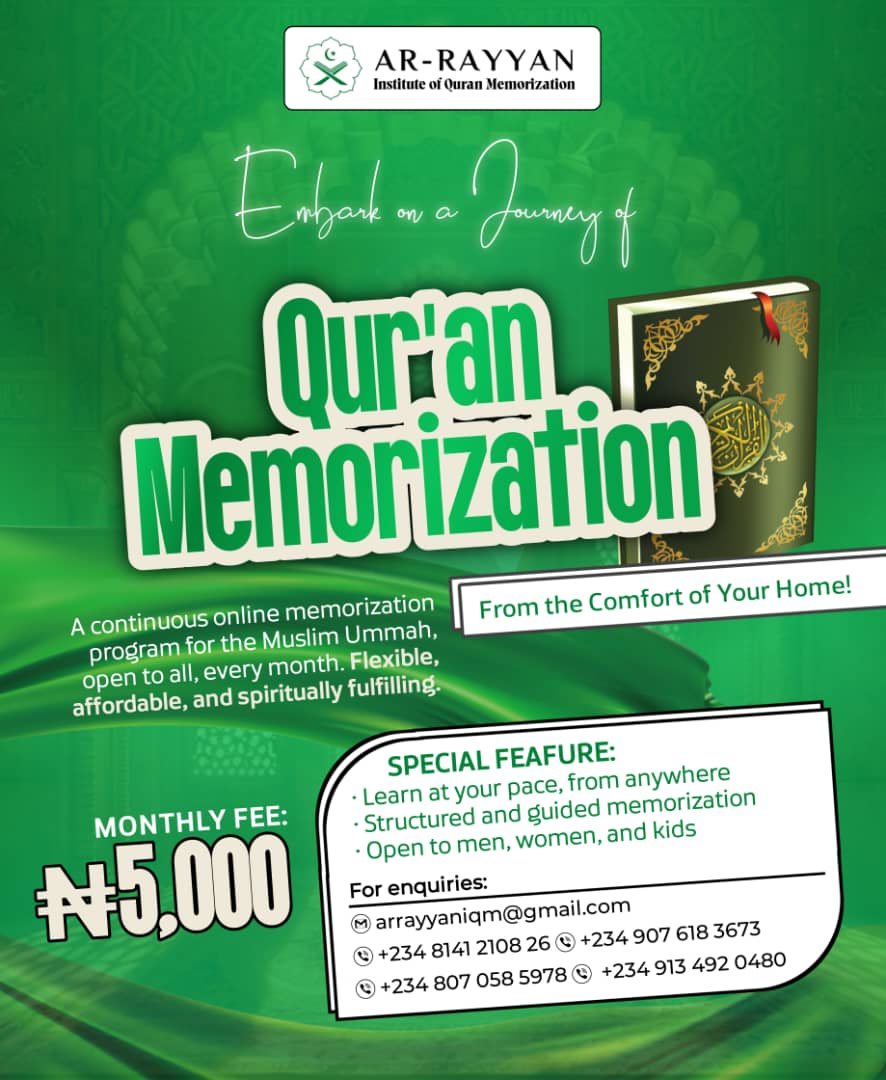 AR-RAYYAN
Institute of Quran Memorization
Embark on a Journey of
Qur'an
Memorization
From the Comfort of Your Home!
A continuous online memorization
program for the Muslim Ummah,
open to all, every month. Flexible,
affordable, and spiritually fulfilling.
MONTHLY FEE:
₦5,000
SPECIAL FEAFURE:
· Learn at your pace, from anywhere
· Structured and guided memorization
· Open to men, women, and kids
For enquiries:
arrayyaniqm@gmail.com
+234 8141 2108 26 +234 907 618 3673
+234 807 058 5978 +234 913 492 0480